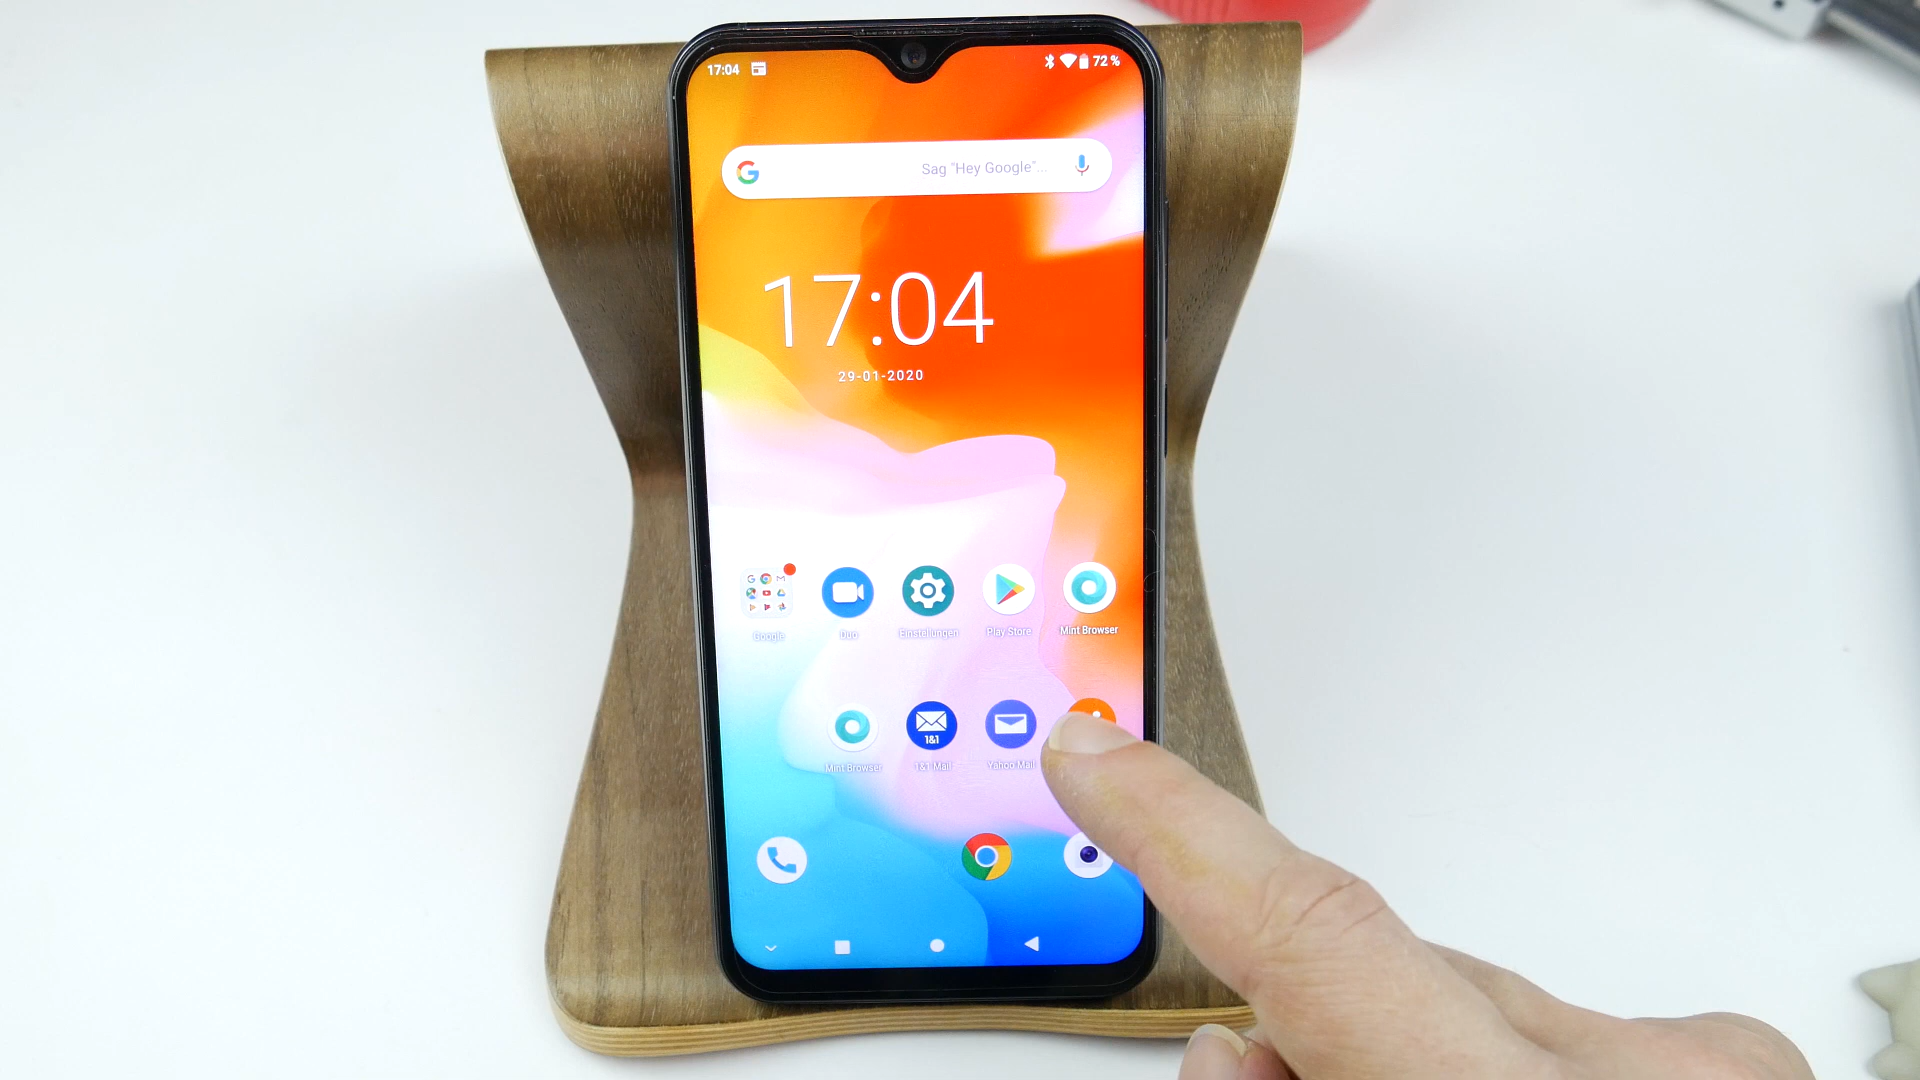 17:04
72 %
Sag "Hey Google"...
17:04
29-01-2020
Google
Duo
Einstellungen
Play Store
Mint Browser
1&1
Mint Browser
1&1 Mail
Yahoo Mail